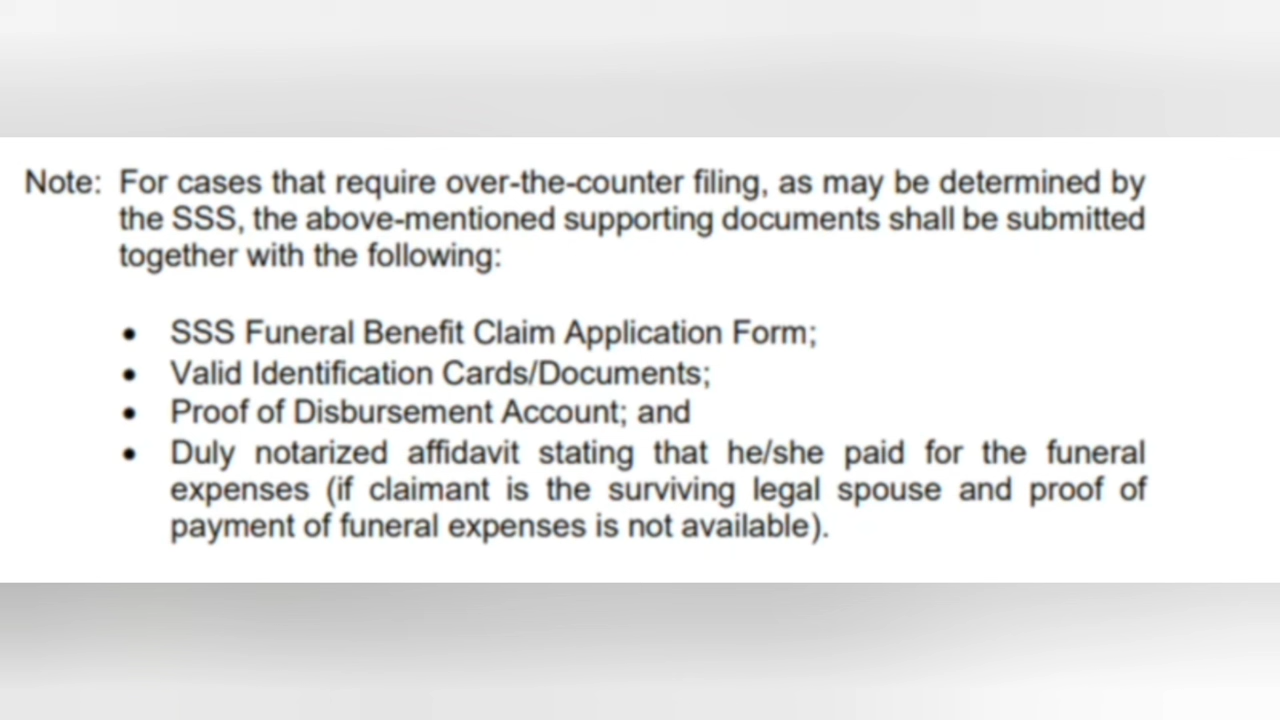 Note: For cases that require over-the-counter filing, as may be determined by
the SSS, the above-mentioned supporting documents shall be submitted
together with the following:
• SSS Funeral Benefit Claim Application Form;
• Valid Identification Cards/Documents;
• Proof of Disbursement Account; and
• Duly notarized affidavit stating that he/she paid for the funeral
expenses (if claimant is the surviving legal spouse and proof of
payment of funeral expenses is not available).